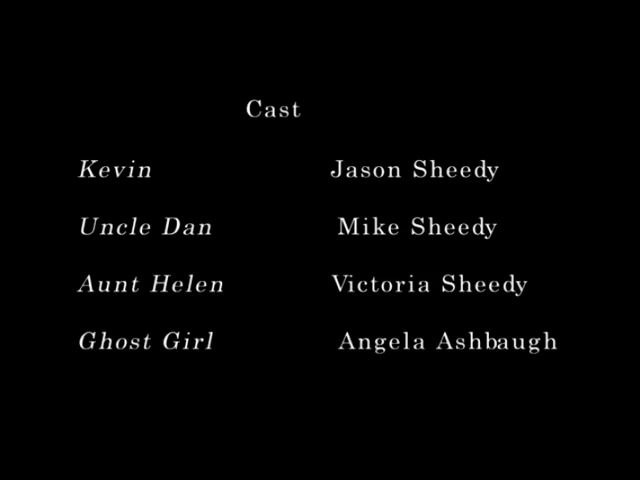 Cast
Kevin Jason Sheedy
Uncle Dan Mike Sheedy
Aunt Helen Victoria Sheedy
Ghost Girl Angela Ashbaugh